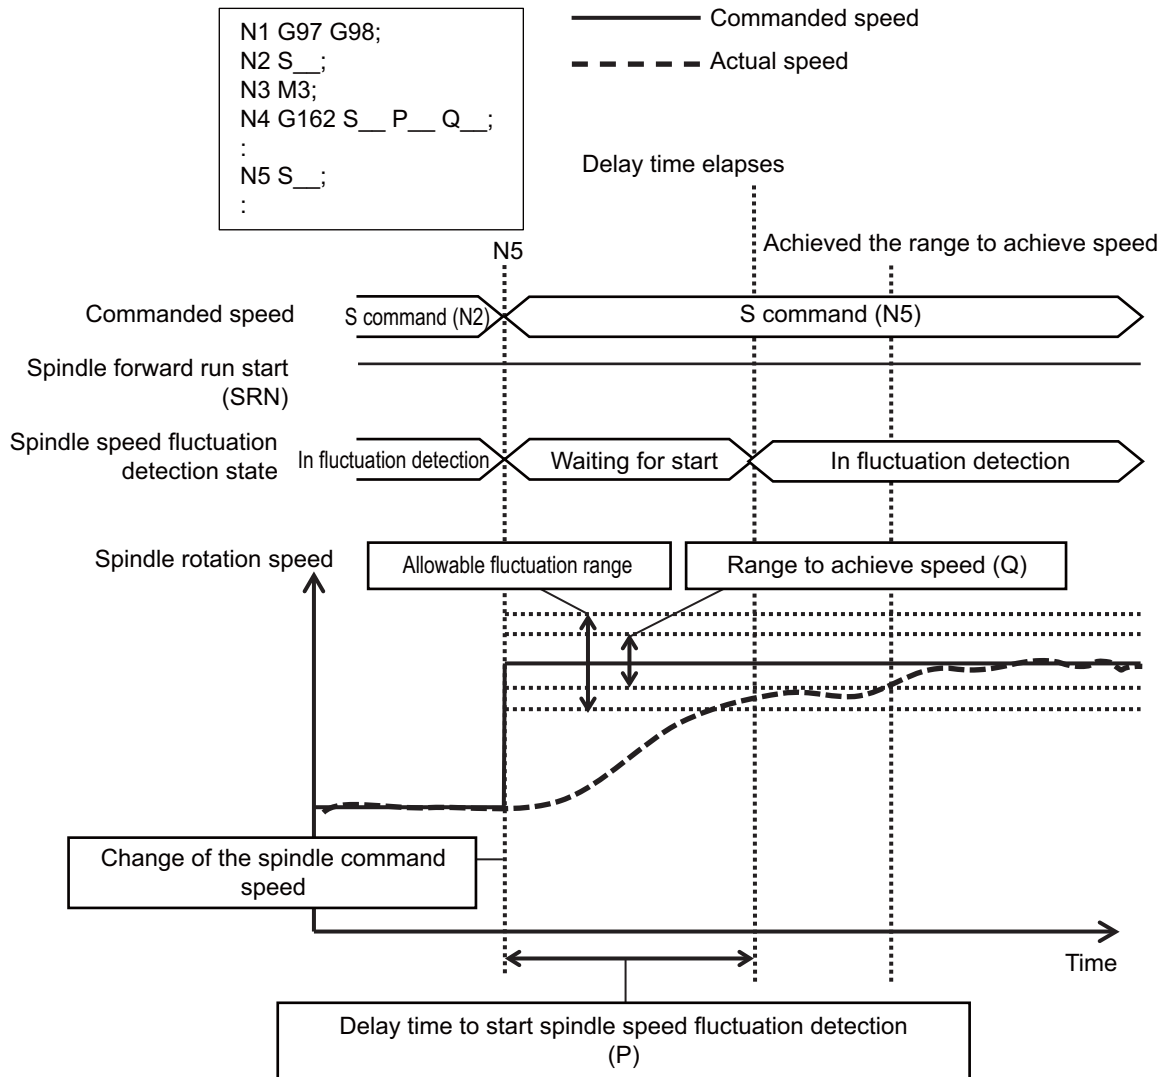 N1 G97 G98;
N2 S__;
N3 M3;
N4 G162 S__ P__ Q__;
:
N5 S__;
:
Commanded speed
Actual speed
Delay time elapses
N5
Achieved the range to achieve speed
Commanded speed
S command (N2)
S command (N5)
Spindle forward run start
(SRN)
Spindle speed fluctuation
detection state
In fluctuation detection
Waiting for start
In fluctuation detection
Spindle rotation speed
Allowable fluctuation range
Range to achieve speed (Q)
Change of the spindle command
speed
Time
Delay time to start spindle speed fluctuation detection
(P)